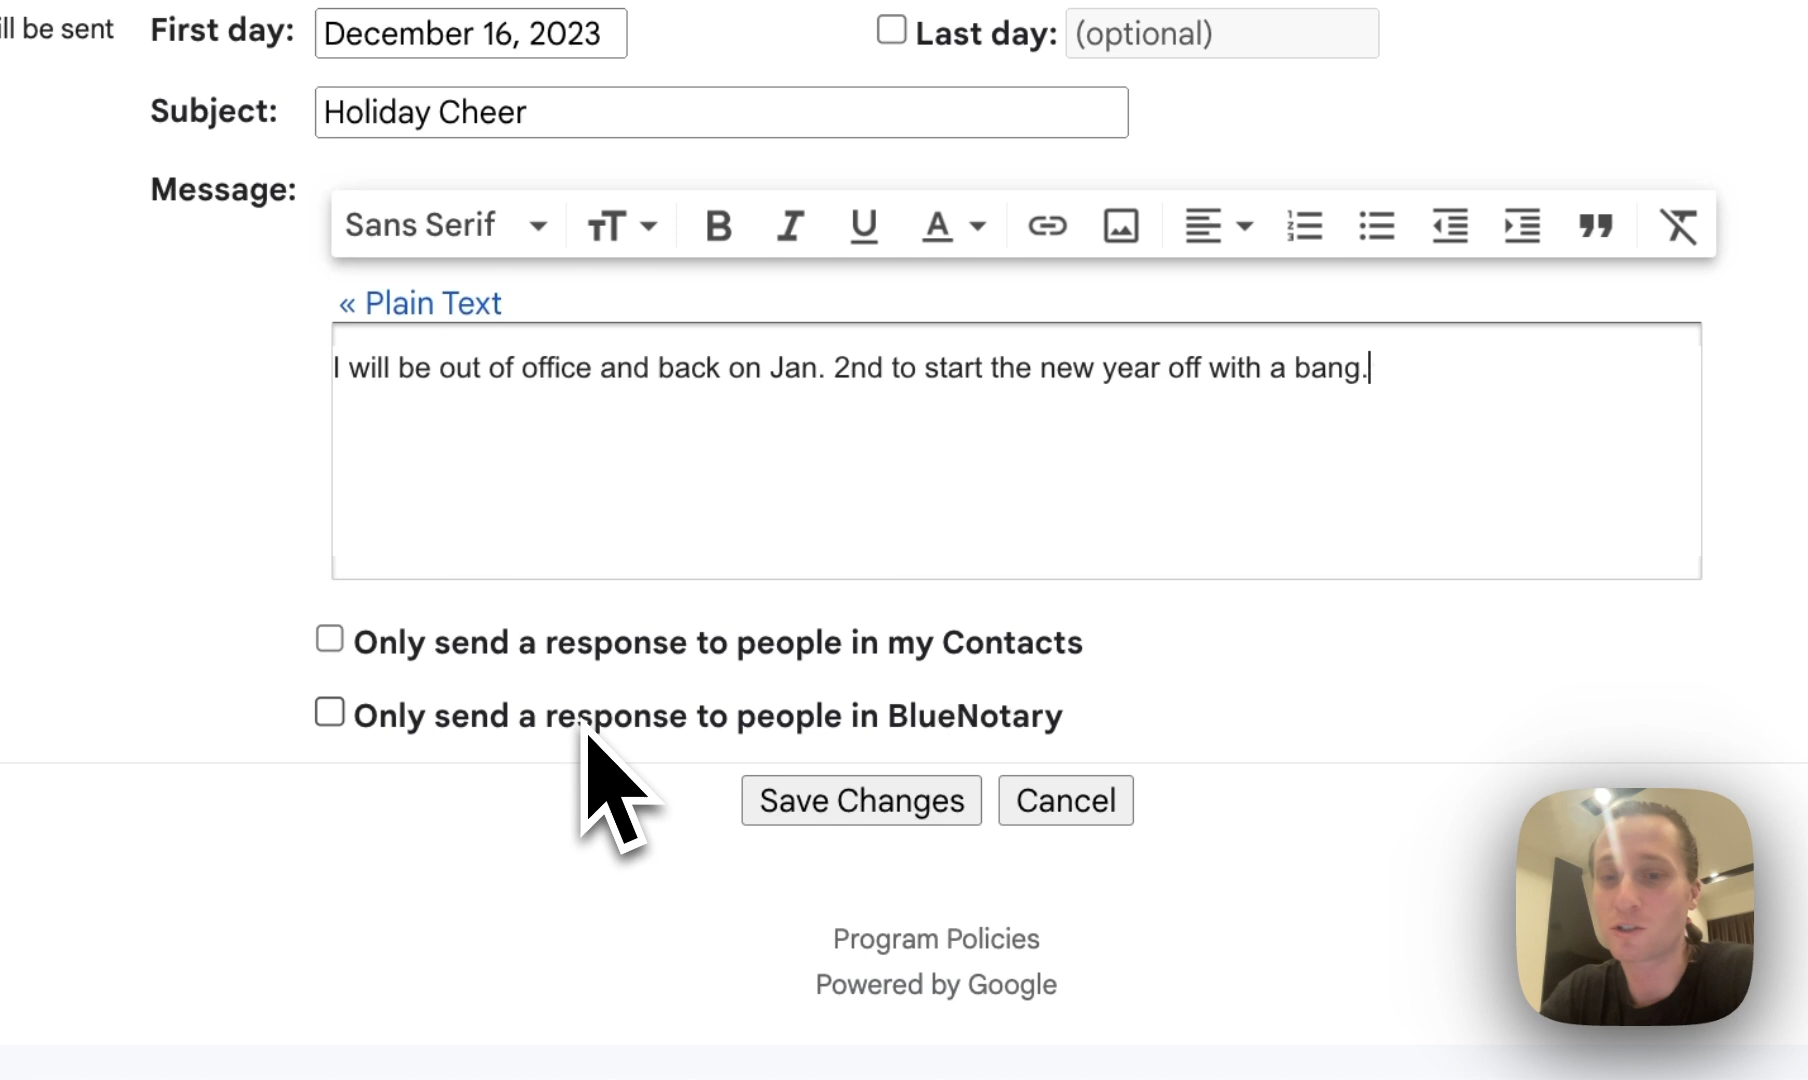 ill be sent First day: December 16, 2023 Last day: (optional)
Subject: Holiday Cheer
Message:
Sans Serif
« Plain Text
I will be out of office and back on Jan. 2nd to start the new year off with a bang.
Only send a response to people in my Contacts
Only send a response to people in BlueNotary
Save Changes Cancel
Program Policies
Powered by Google